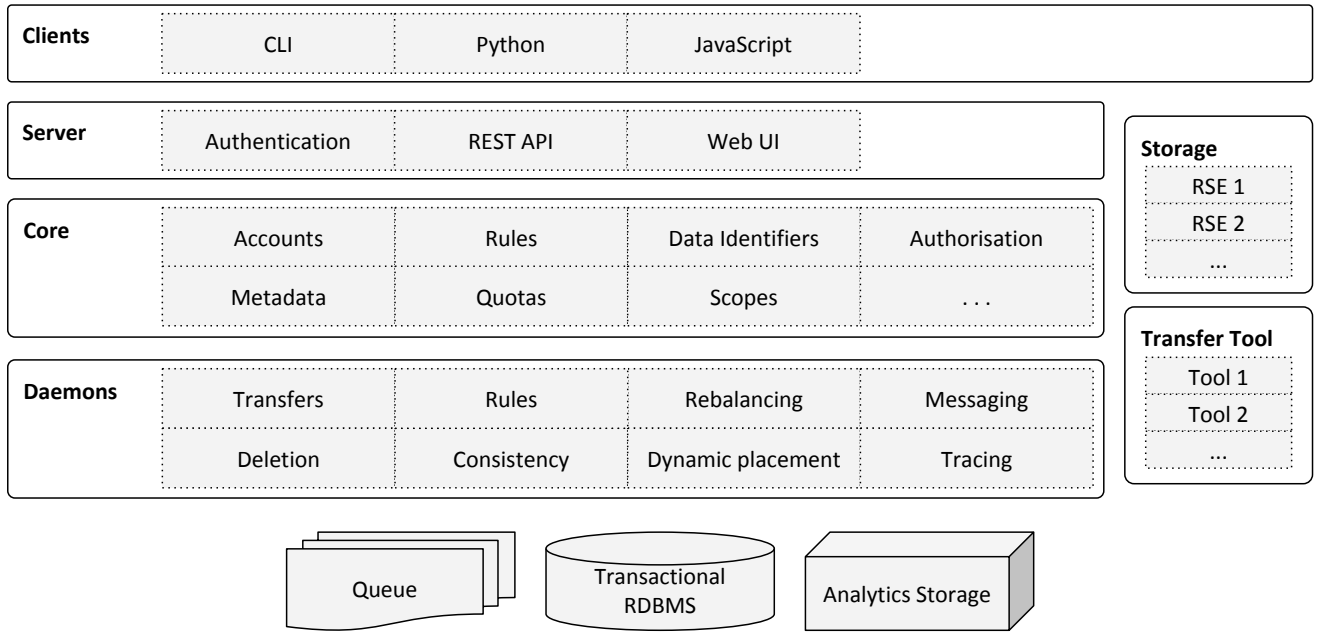 Clients
CLI
Python
JavaScript
Server
Authentication
REST API
Web UI
Core
Accounts
Rules
Data Identifiers
Authorisation
Metadata
Quotas
Scopes
. . .
Daemons
Transfers
Rules
Rebalancing
Messaging
Deletion
Consistency
Dynamic placement
Tracing
Storage
RSE 1
RSE 2
...
Transfer Tool
Tool 1
Tool 2
...
Queue
Transactional
RDBMS
Analytics Storage